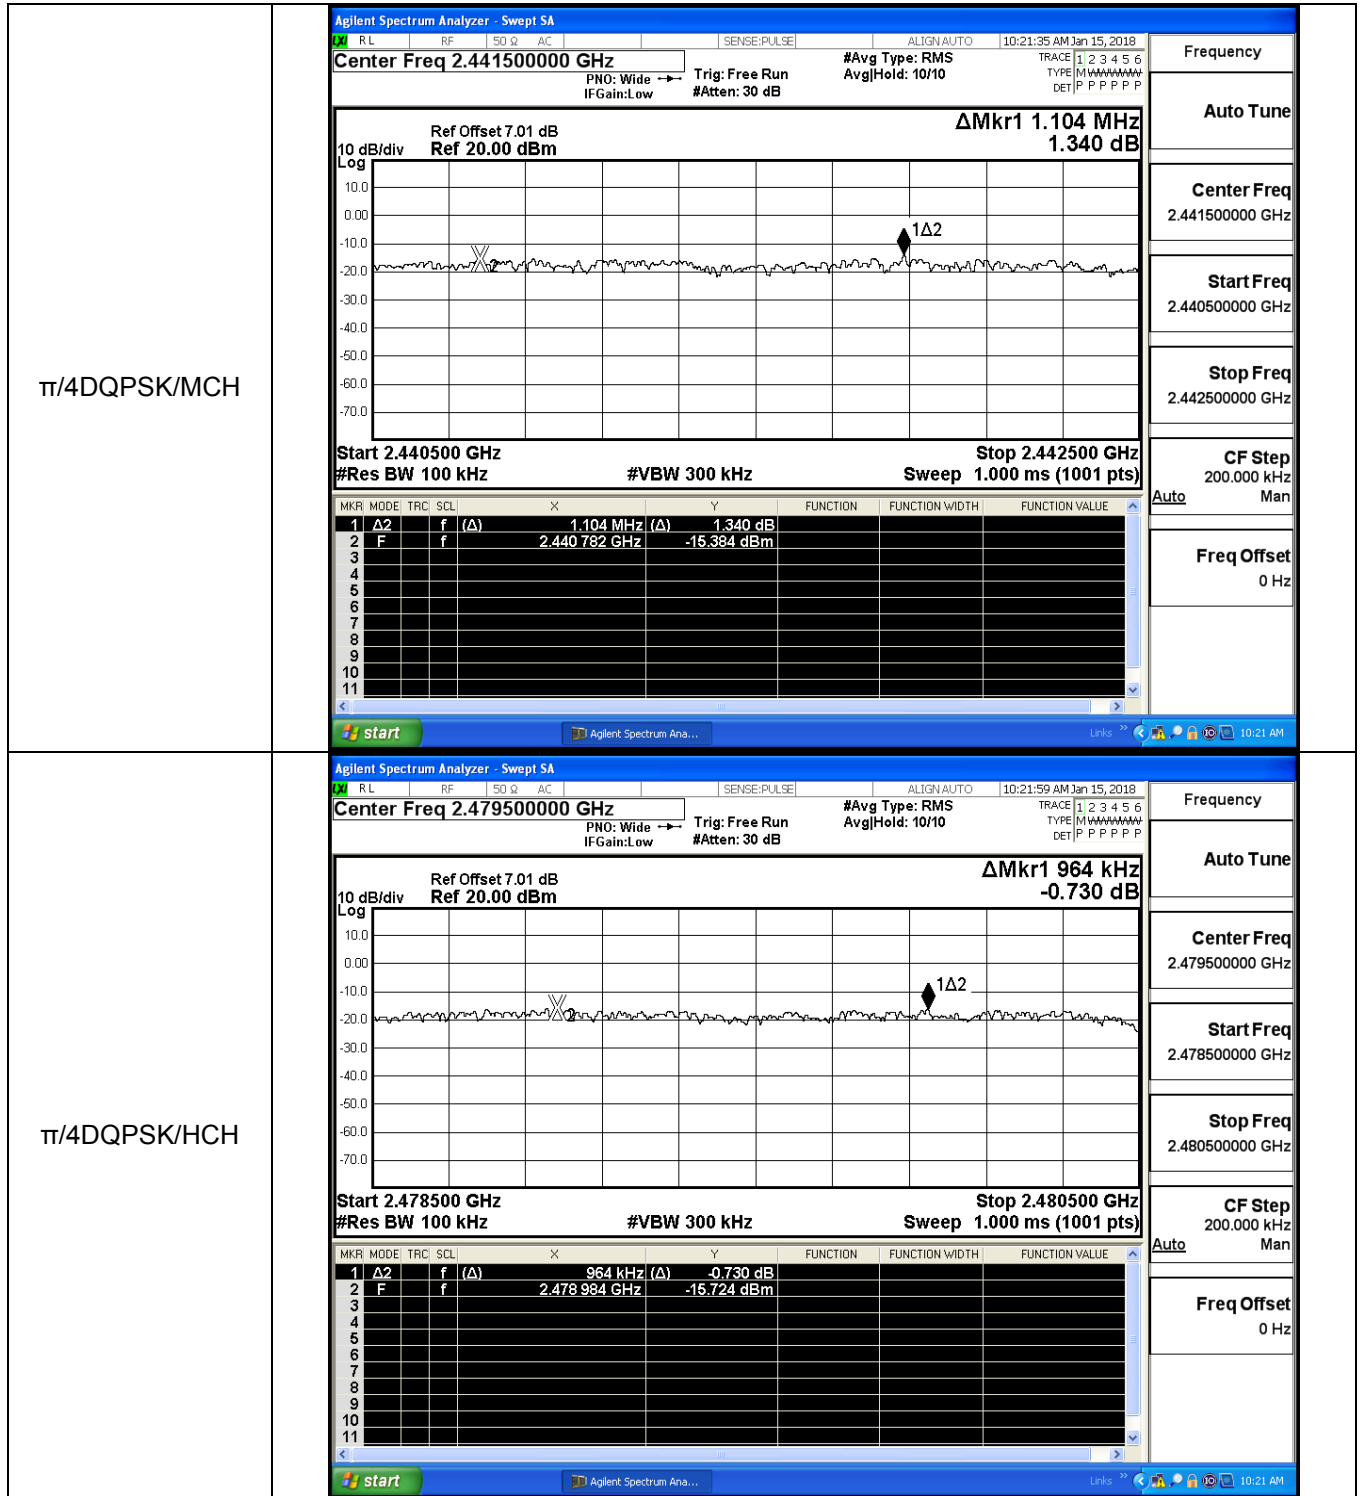 π/4DQPSK/MCH
Agilent Spectrum Analyzer - Swept SA
LXI RL RF 50 Ω AC SENSE:PULSE ALIGN AUTO 10:21:35 AM Jan 15, 2018
Center Freq 2.441500000 GHz #Avg Type: RMS TRACE 1 2 3 4 5 6
PNO: Wide Trig: Free Run Avg|Hold: 10/10 TYPE M WWWWW
IFGain:Low #Atten: 30 dB DET P P P P P P
ΔMkr1 1.104 MHz
Ref Offset 7.01 dB
10 dB/div Ref 20.00 dBm 1.340 dB
Log
10.0
0.00
1Δ2
-10.0
2
-20.0
-30.0
-40.0
-50.0
-60.0
-70.0
Start 2.440500 GHz Stop 2.442500 GHz
#Res BW 100 kHz #VBW 300 kHz Sweep 1.000 ms (1001 pts)
MKR MODE TRC SCL X Y FUNCTION FUNCTION WIDTH FUNCTION VALUE
1 Δ2 f (Δ) 1.104 MHz (Δ) 1.340 dB
2 F f 2.440 782 GHz -15.384 dBm
3
4
5
6
7
8
9
10
11
Frequency
Auto Tune
Center Freq
2.441500000 GHz
Start Freq
2.440500000 GHz
Stop Freq
2.442500000 GHz
CF Step
200.000 kHz
Auto Man
Freq Offset
0 Hz
start Agilent Spectrum Ana... Links 10:21 AM
π/4DQPSK/HCH
Agilent Spectrum Analyzer - Swept SA
LXI RL RF 50 Ω AC SENSE:PULSE ALIGN AUTO 10:21:59 AM Jan 15, 2018
Center Freq 2.479500000 GHz #Avg Type: RMS TRACE 1 2 3 4 5 6
PNO: Wide Trig: Free Run Avg|Hold: 10/10 TYPE M WWWWW
IFGain:Low #Atten: 30 dB DET P P P P P P
ΔMkr1 964 kHz
Ref Offset 7.01 dB
10 dB/div Ref 20.00 dBm -0.730 dB
Log
10.0
0.00
1Δ2
-10.0
2
-20.0
-30.0
-40.0
-50.0
-60.0
-70.0
Start 2.478500 GHz Stop 2.480500 GHz
#Res BW 100 kHz #VBW 300 kHz Sweep 1.000 ms (1001 pts)
MKR MODE TRC SCL X Y FUNCTION FUNCTION WIDTH FUNCTION VALUE
1 Δ2 f (Δ) 964 kHz (Δ) -0.730 dB
2 F f 2.478 984 GHz -15.724 dBm
3
4
5
6
7
8
9
10
11
Frequency
Auto Tune
Center Freq
2.479500000 GHz
Start Freq
2.478500000 GHz
Stop Freq
2.480500000 GHz
CF Step
200.000 kHz
Auto Man
Freq Offset
0 Hz
start Agilent Spectrum Ana... Links 10:21 AM